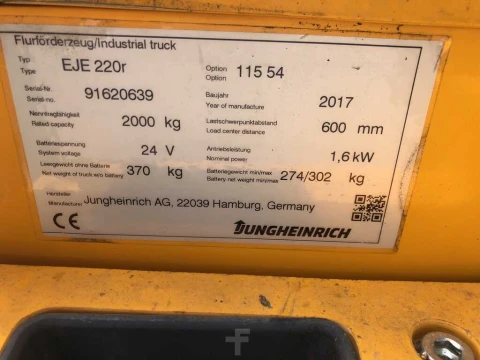 Flurförderzeug/Industrial truck
Typ
Type EJE 220r Option
Option 115 54
Serial-Nr.
Serial-no. 91620639 Baujahr
Year of manufacture 2017
Nenntragfähigkeit
Rated capacity 2000 kg Lastschwerpunktabstand
Load center distance 600 mm
Batteriespannung
System voltage 24 V Antriebsleistung
Nominal power 1,6 kW
Leergewicht ohne Batterie
Net weight of truck w/o battery 370 kg Batteriegewicht min/max
Battery net weight min/max 274/302 kg
Hersteller
Manufacturer Jungheinrich AG, 22039 Hamburg, Germany
CE JUNGHEINRICH